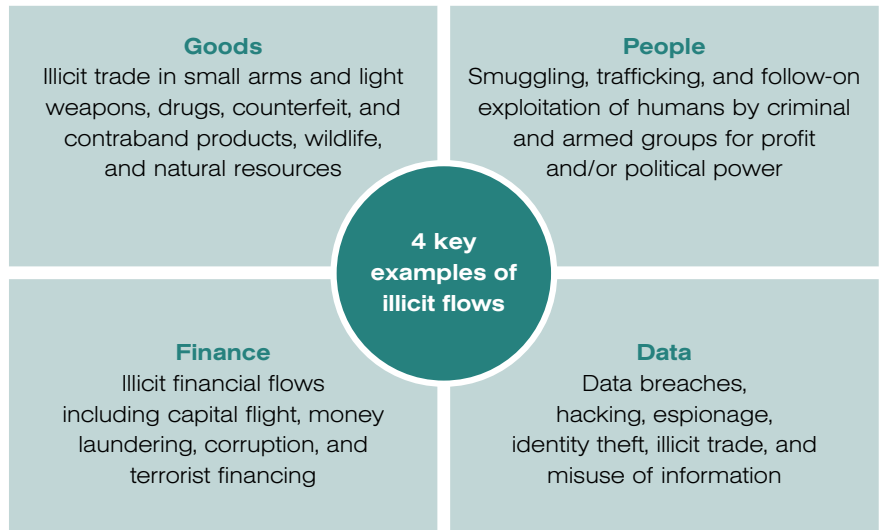 Goods
Illicit trade in small arms and light
weapons, drugs, counterfeit, and
contraband products, wildlife,
and natural resources
People
Smuggling, trafficking, and follow-on
exploitation of humans by criminal
and armed groups for profit
and/or political power
4 key
examples of
illicit flows
Finance
Illicit financial flows
including capital flight, money
laundering, corruption, and
terrorist financing
Data
Data breaches,
hacking, espionage,
identity theft, illicit trade, and
misuse of information